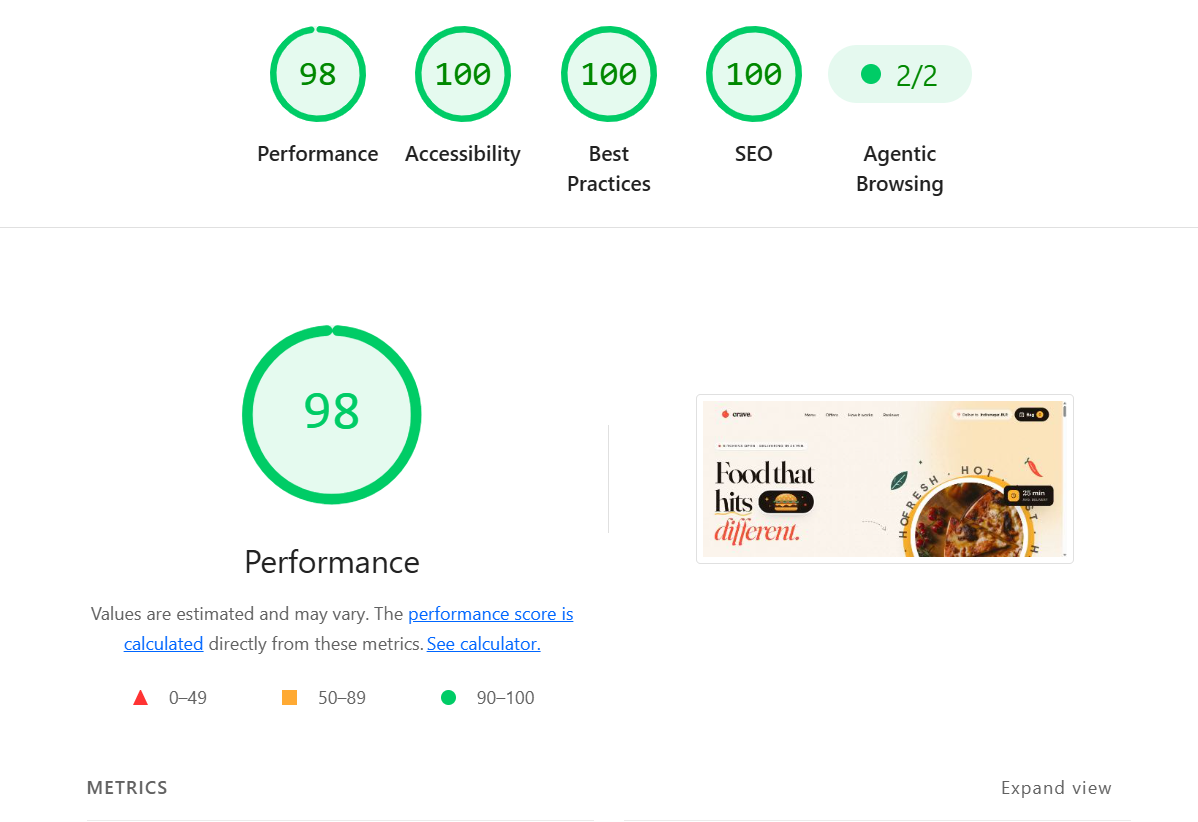 98
100
100
100
2/2
Performance
Accessibility
Best
Practices
SEO
Agentic
Browsing
98
Performance
Values are estimated and may vary. The performance score is
calculated directly from these metrics. See calculator.
0–49
50–89
90–100
crave.
Menu
Offers
How it works
Reviews
Bag
Food that
hits
different.
FRESH · HOT ·
25 min
METRICS
Expand view